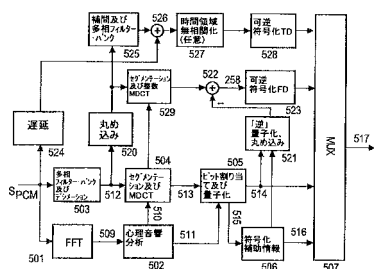 補間及び
多相フィルター
・バンク
525
526
時間領域
無相関化
(任意)
527
可逆
符号化TD
528
セグメンテーション
及び整数
MDCT
529
522
258
可逆
符号化FD
523
遅延
524
丸め
込み
520
「逆」量
子化、
丸め込み
521
MUX
517
504
505
SPCM
多相
フィルター・バンク
及び
デシメーション
503
512
セグメンテー
ション及び
MDCT
513
ビット割り当
て及び
量子化
514
510
515
501
FFT
509
心理音響
分析
502
511
符号化
補助情報
506
516
507